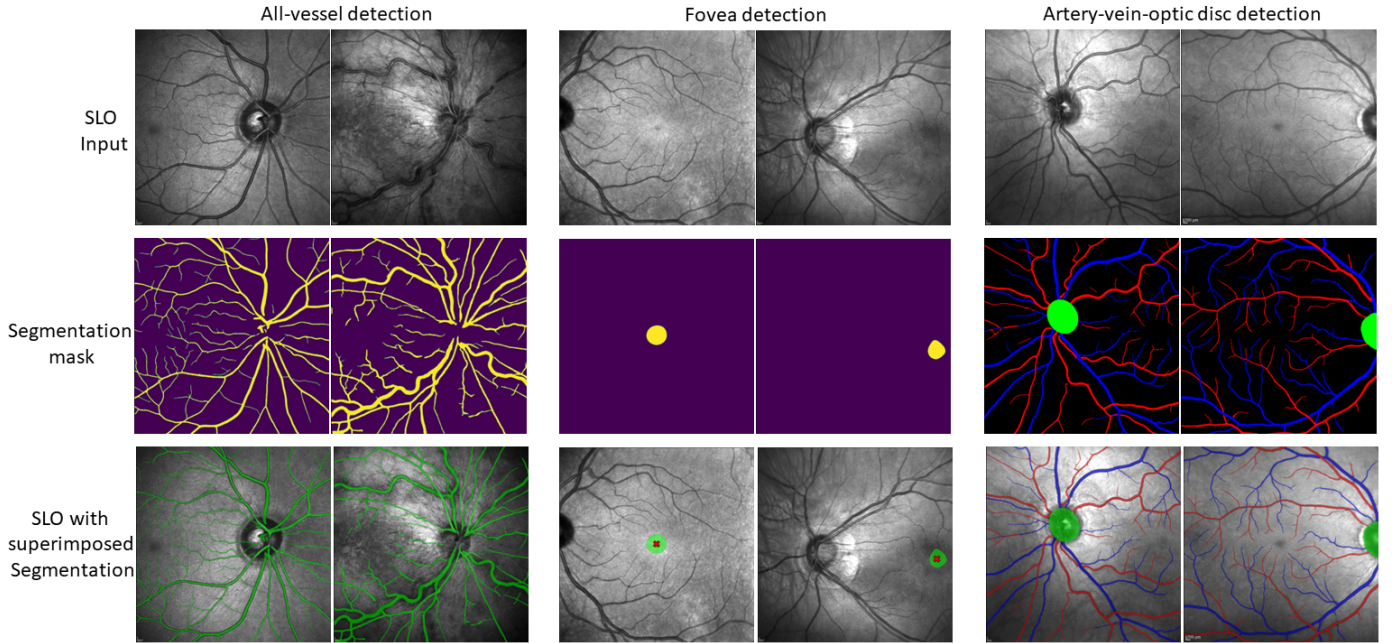 All-vessel detection
Fovea detection
Artery-vein-optic disc detection
SLO
Input
Segmentation
mask
SLO with
superimposed
Segmentation